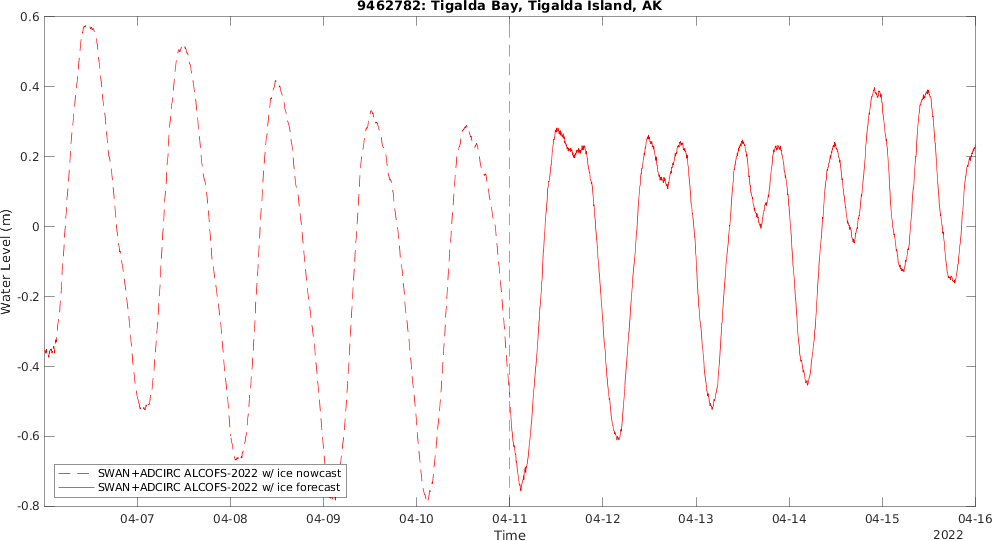 9462782: Tigalda Bay, Tigalda Island, AK
0.6
0.4
0.2
0
-0.2
-0.4
-0.6
-0.8
Water Level (m)
SWAN+ADCIRC ALCOFS-2022 w/ ice nowcast
SWAN+ADCIRC ALCOFS-2022 w/ ice forecast
04-07 04-08 04-09 04-10 04-11 04-12 04-13 04-14 04-15 04-16
Time
2022